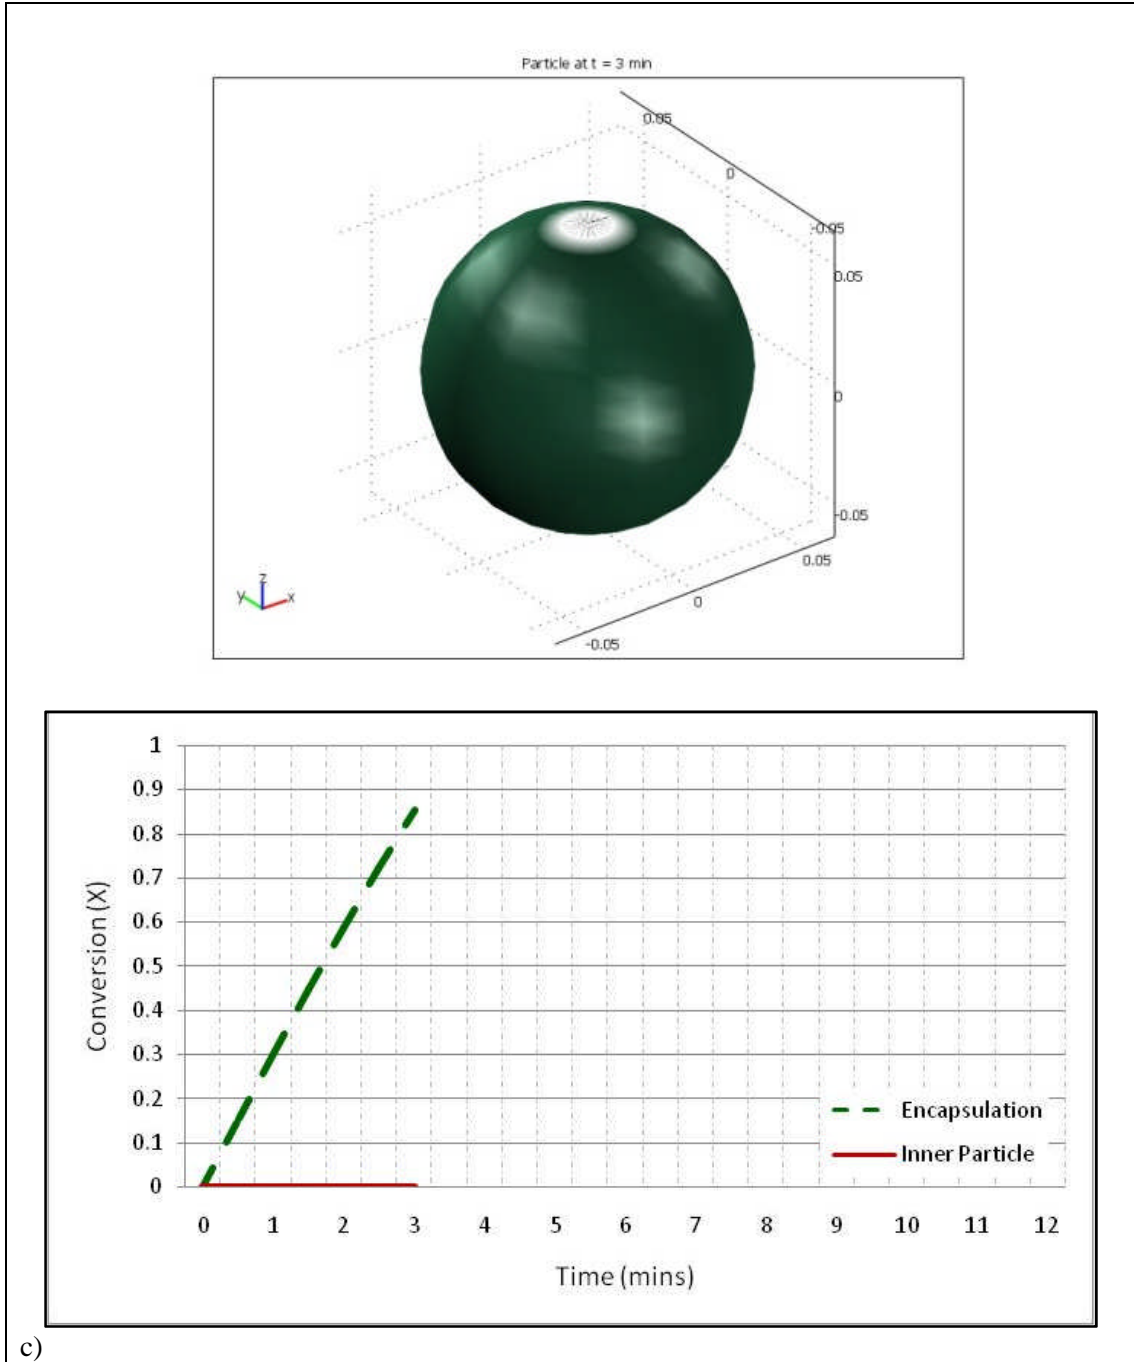 Particle at t = 3 min
0.05
0
-0.05
0.05
0
-0.05
0.05
0
-0.05
z
y
x
1
0.9
0.8
0.7
0.6
0.5
0.4
0.3
0.2
0.1
0
Conversion (X)
Encapsulation
Inner Particle
0 1 2 3 4 5 6 7 8 9 10 11 12
Time (mins)
c)